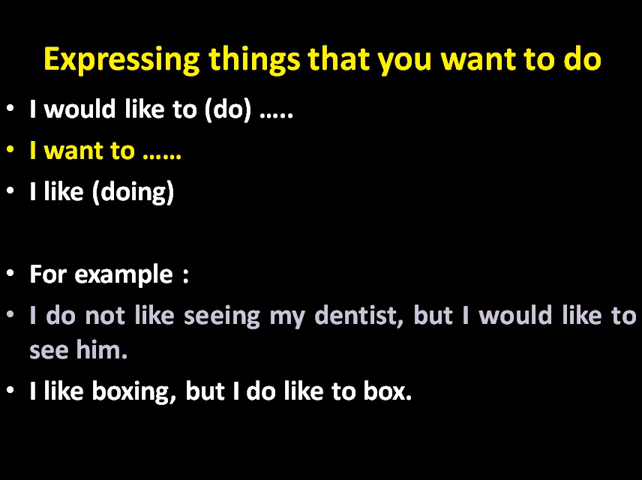 Expressing things that you want to do
• I would like to (do) …..
• I want to ……
• I like (doing)
• For example :
• I do not like seeing my dentist, but I would like to
see him.
• I like boxing, but I do like to box.